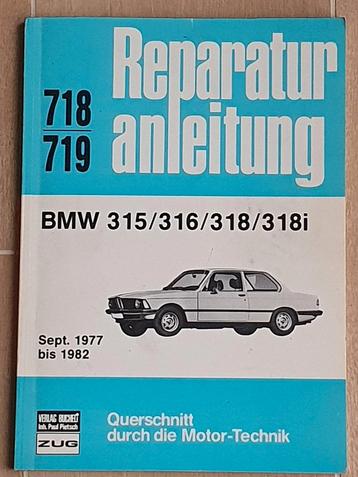 718
719
Reparatur
anleitung
BMW 315/316/318/318i
Sept. 1977
bis 1982
VERLAG BUCHELI
Inh. Paul Pietsch
ZUG
Querschnitt
durch die Motor-Technik